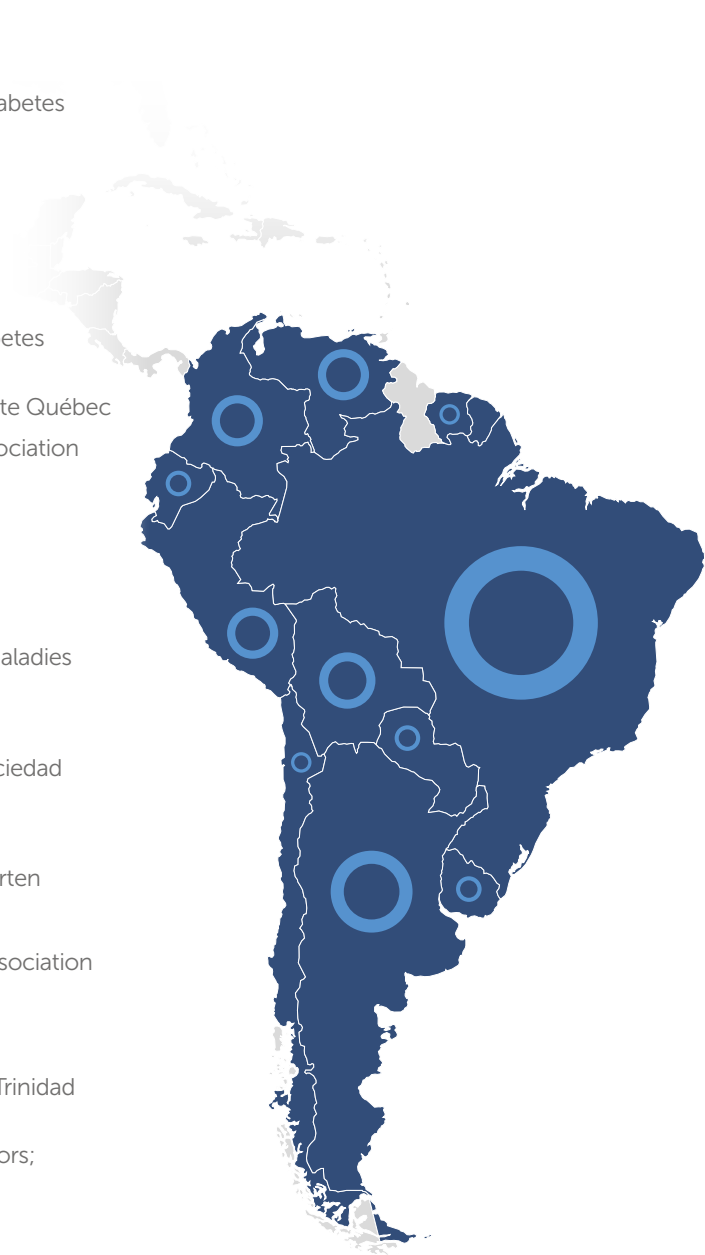 abetes
etes
te Québec
ociation
aladies
ciedad
rten
sociation
Trinidad
ors;